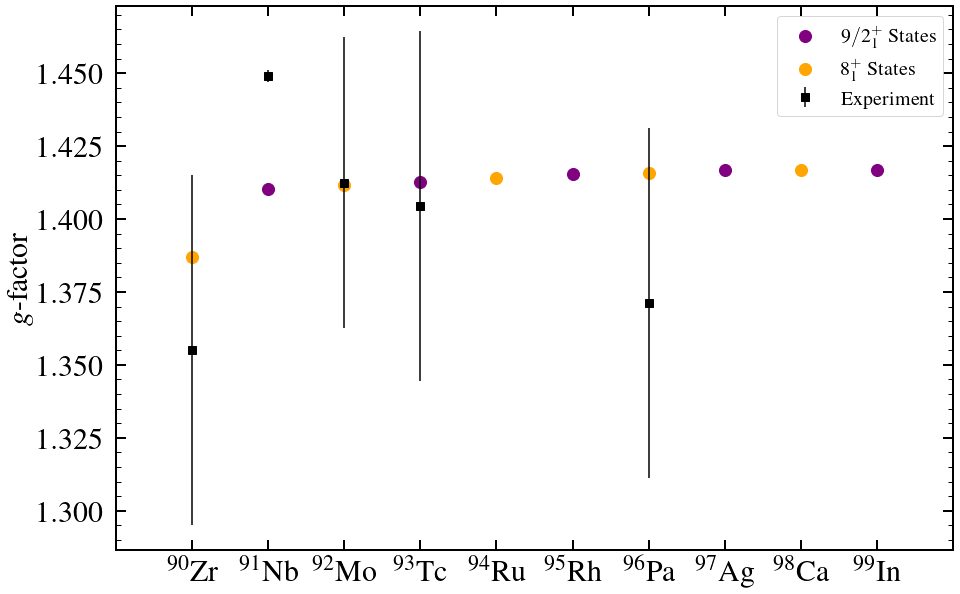 9/2₁⁺ States
8₁⁺ States
Experiment
g-factor
1.450
1.425
1.400
1.375
1.350
1.325
1.300
⁹⁰Zr ⁹¹Nb ⁹²Mo ⁹³Tc ⁹⁴Ru ⁹⁵Rh ⁹⁶Pa ⁹⁷Ag ⁹⁸Ca ⁹⁹In